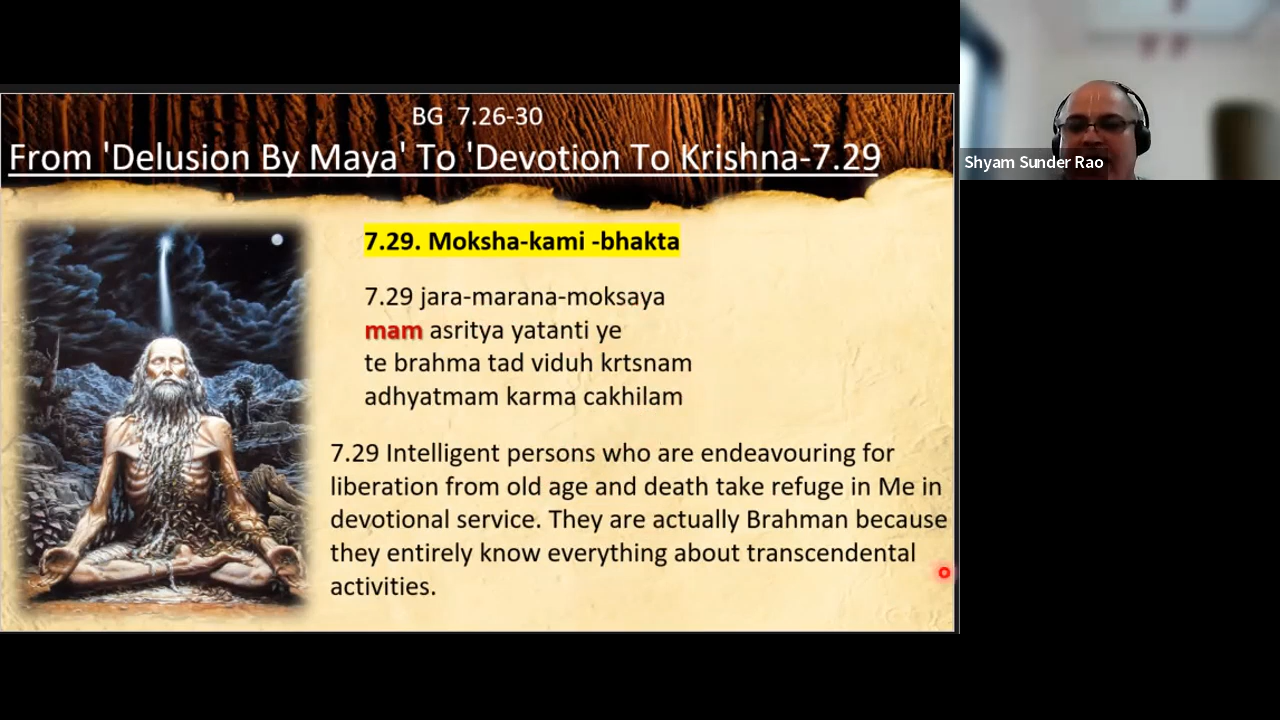 BG 7.26-30
From 'Delusion By Maya' To 'Devotion To Krishna-7.29
Shyam Sunder Rao
7.29. Moksha-kami -bhakta
7.29 jara-marana-moksaya
mam asritya yatanti ye
te brahma tad viduh krtsnam
adhyatmam karma cakhilam
7.29 Intelligent persons who are endeavouring for
liberation from old age and death take refuge in Me in
devotional service. They are actually Brahman because
they entirely know everything about transcendental
activities.